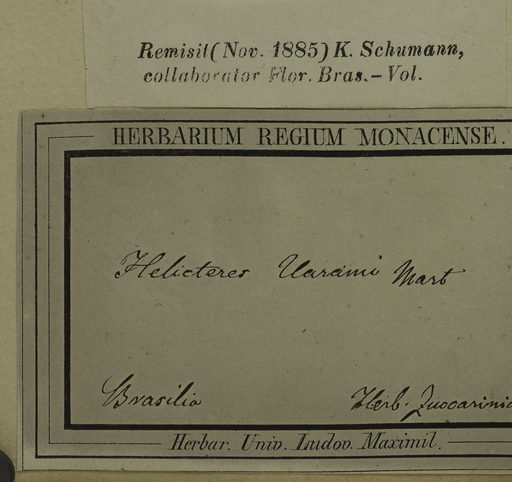 Remisit (Nov. 1885) K. Schumann,
collaborator Flor. Bras. – Vol.
HERBARIUM REGIUM MONACENSE.
Helicteres Mart
Brasilia
Herb. Zuccarini
Herbar. Univ. Ludov. Maximil.